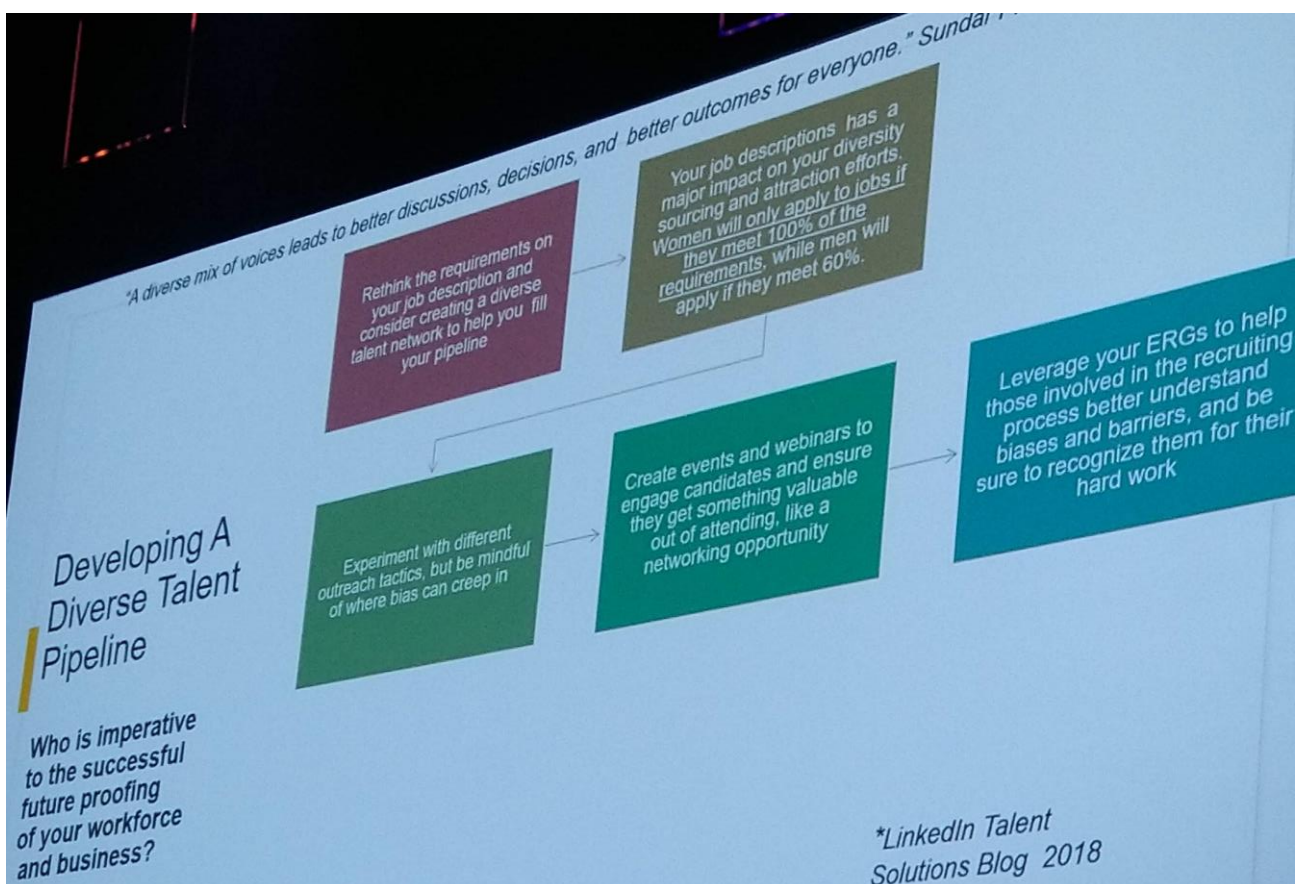 "A diverse mix of voices leads to better discussions, decisions, and better outcomes for everyone." Sundar
Rethink the requirements on
your job description and
consider creating a diverse
talent network to help you fill
your pipeline
Your job descriptions has a
major impact on your diversity
sourcing and attraction efforts.
Women will only apply to jobs if
they meet 100% of the
requirements, while men will
apply if they meet 60%.
Experiment with different
outreach tactics, but be mindful
of where bias can creep in
Create events and webinars to
engage candidates and ensure
they get something valuable
out of attending, like a
networking opportunity
Leverage your ERGs to help
those involved in the recruiting
process better understand
biases and barriers, and be
sure to recognize them for their
hard work
Developing A
Diverse Talent
Pipeline
Who is imperative
to the successful
future proofing
of your workforce
and business?
*LinkedIn Talent
Solutions Blog 2018